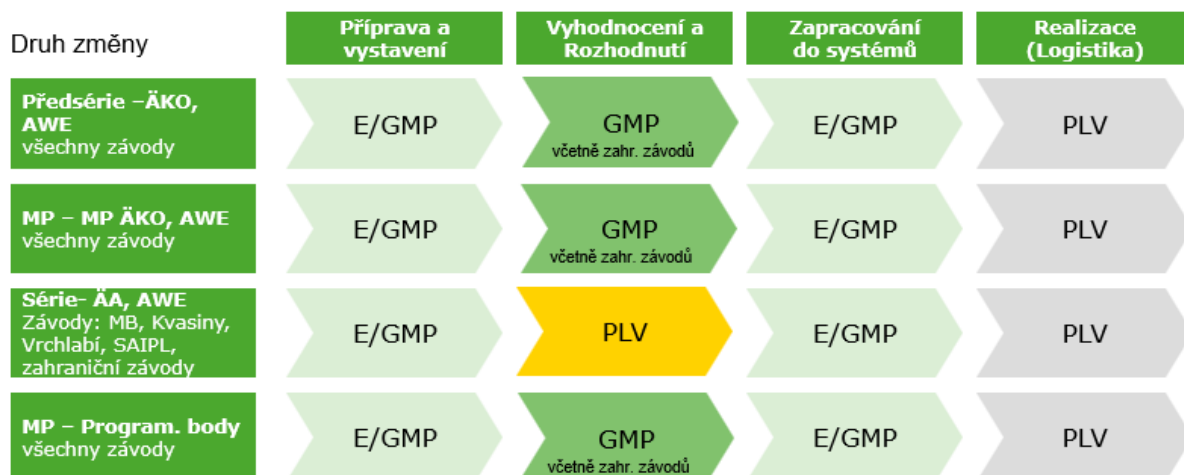 Druh změny
Příprava a
vystavení
Vyhodnocení a
Rozhodnutí
Zapracování
do systémů
Realizace
(Logistika)
Předsérie –ÄKO,
AWE
všechny závody
E/GMP
GMP
včetně zahr. závodů
E/GMP
PLV
MP – MP ÄKO, AWE
všechny závody
E/GMP
GMP
včetně zahr. závodů
E/GMP
PLV
Série- ÄA, AWE
Závody: MB, Kvasiny,
Vrchlabí, SAIPL,
zahraniční závody
E/GMP
PLV
E/GMP
PLV
MP – Program. body
všechny závody
E/GMP
GMP
včetně zahr. závodů
E/GMP
PLV